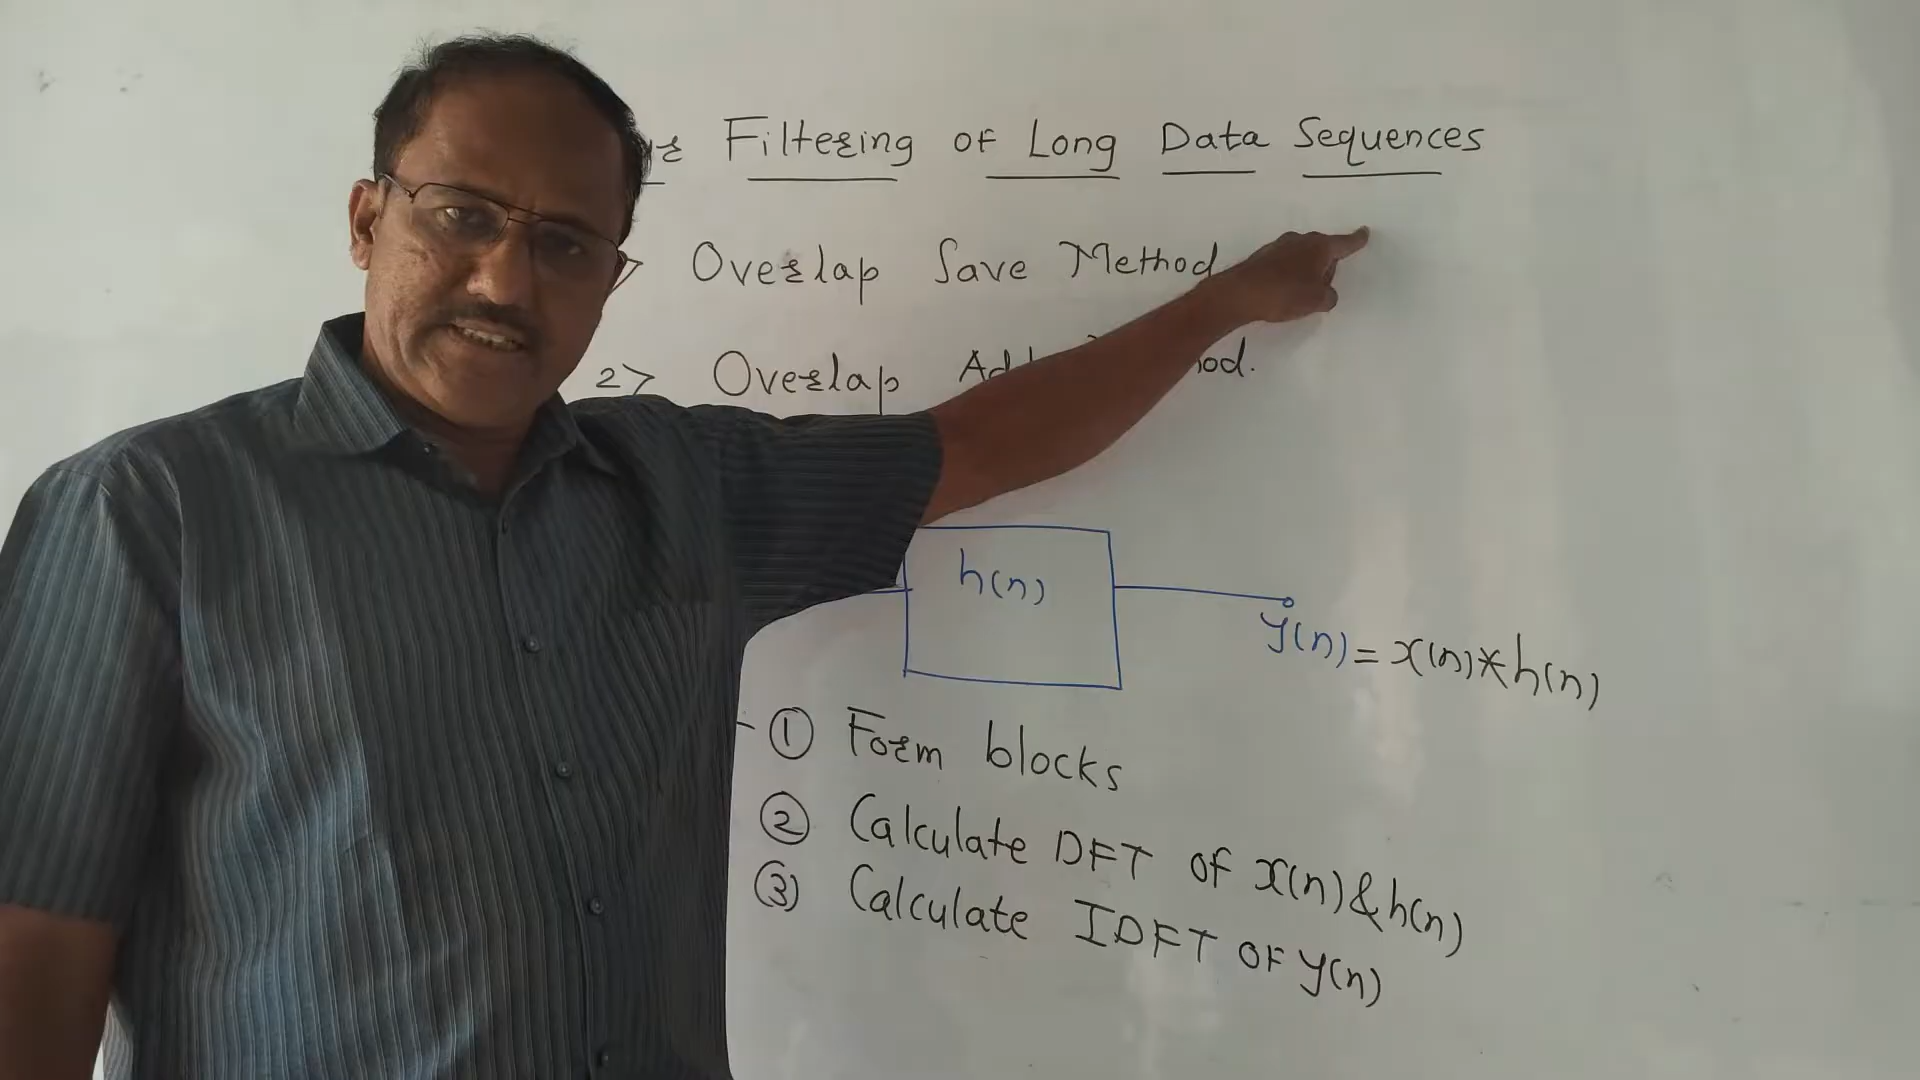 Filtering of Long Data Sequences
Overlap Save Method
2> Overlap
h(n)
y(n) = x(n)*h(n)
① Form blocks
② Calculate DFT of x(n) & h(n)
③ Calculate IDFT OF y(n)